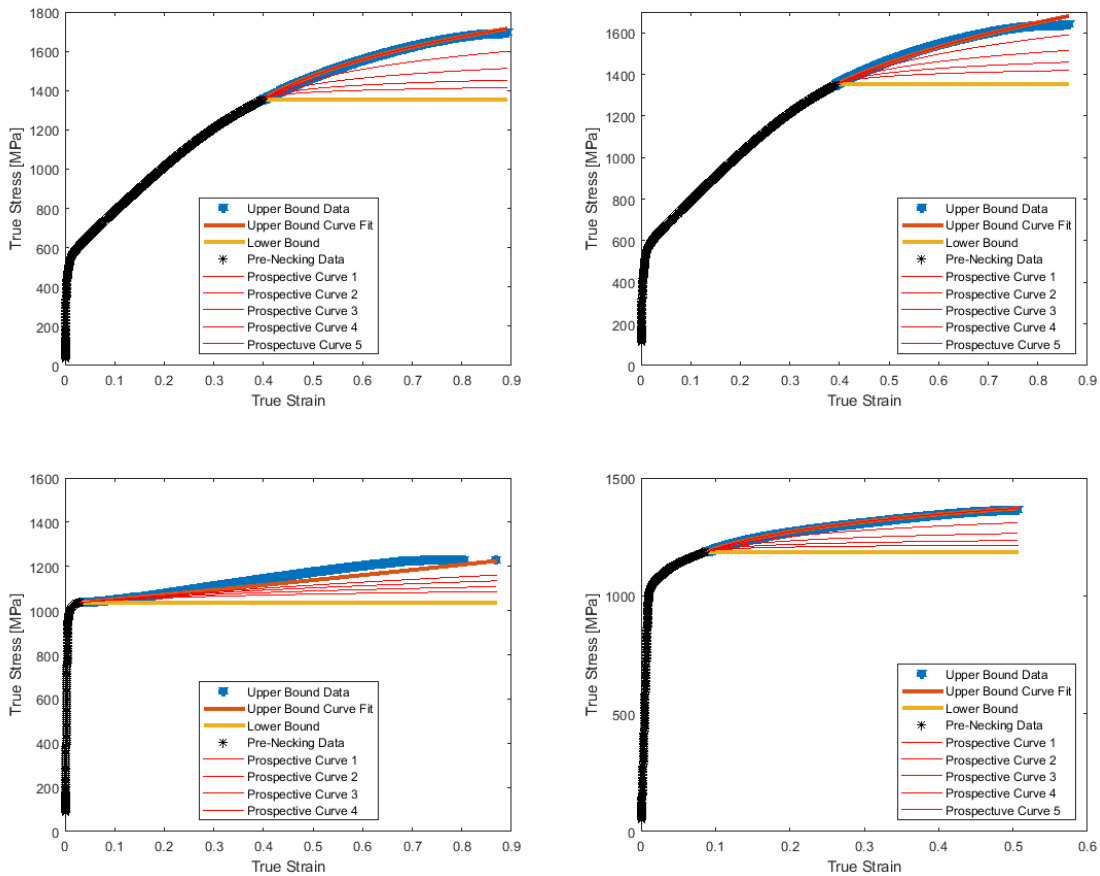 1800
1600
1400
1200
1000
800
600
400
200
0
True Stress [MPa]
Upper Bound Data
Upper Bound Curve Fit
Lower Bound
Pre-Necking Data
Prospective Curve 1
Prospective Curve 2
Prospective Curve 3
Prospective Curve 4
Prospectuve Curve 5
0 0.1 0.2 0.3 0.4 0.5 0.6 0.7 0.8 0.9
True Strain
1600
1400
1200
1000
800
600
400
200
0
True Stress [MPa]
Upper Bound Data
Upper Bound Curve Fit
Lower Bound
Pre-Necking Data
Prospective Curve 1
Prospective Curve 2
Prospective Curve 3
Prospective Curve 4
Prospectuve Curve 5
0 0.1 0.2 0.3 0.4 0.5 0.6 0.7 0.8 0.9
True Strain
1600
1400
1200
1000
800
600
400
200
0
True Stress [MPa]
Upper Bound Data
Upper Bound Curve Fit
Lower Bound
Pre-Necking Data
Prospective Curve 1
Prospective Curve 2
Prospective Curve 3
Prospective Curve 4
0 0.1 0.2 0.3 0.4 0.5 0.6 0.7 0.8 0.9
True Strain
1500
1000
500
0
True Stress [MPa]
Upper Bound Data
Upper Bound Curve Fit
Lower Bound
Pre-Necking Data
Prospective Curve 1
Prospective Curve 2
Prospective Curve 3
Prospective Curve 4
Prospectuve Curve 5
0 0.1 0.2 0.3 0.4 0.5 0.6
True Strain